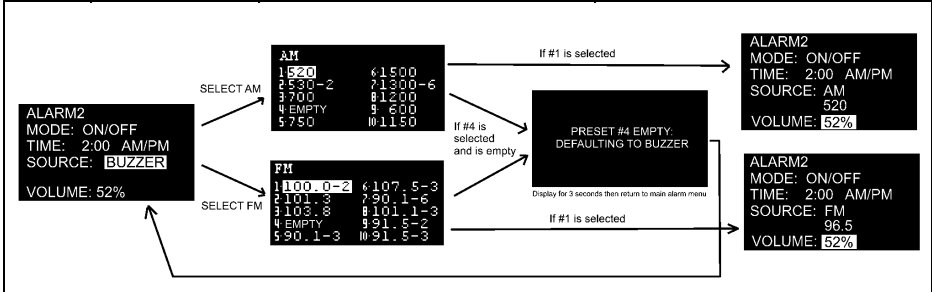 ALARM2
MODE: ON/OFF
TIME: 2:00 AM/PM
SOURCE: BUZZER
VOLUME: 52%
SELECT AM
SELECT FM
AM
1·520
2·530-2
3·700
4·EMPTY
5·750
6·1500
7·1300-6
8·1200
9· 600
10·1150
FM
1·100.0-2
2·101.3
3·103.8
4·EMPTY
5·90.1-3
6·107.5-3
7·90.1-6
8·101.1-3
9·91.5-2
10·91.5-3
If #1 is selected
If #4 is
selected
and is empty
PRESET #4 EMPTY:
DEFAULTING TO BUZZER
Display for 3 seconds then return to main alarm menu
If #1 is selected
ALARM2
MODE: ON/OFF
TIME: 2:00 AM/PM
SOURCE: AM
520
VOLUME: 52%
ALARM2
MODE: ON/OFF
TIME: 2:00 AM/PM
SOURCE: FM
96.5
VOLUME: 52%